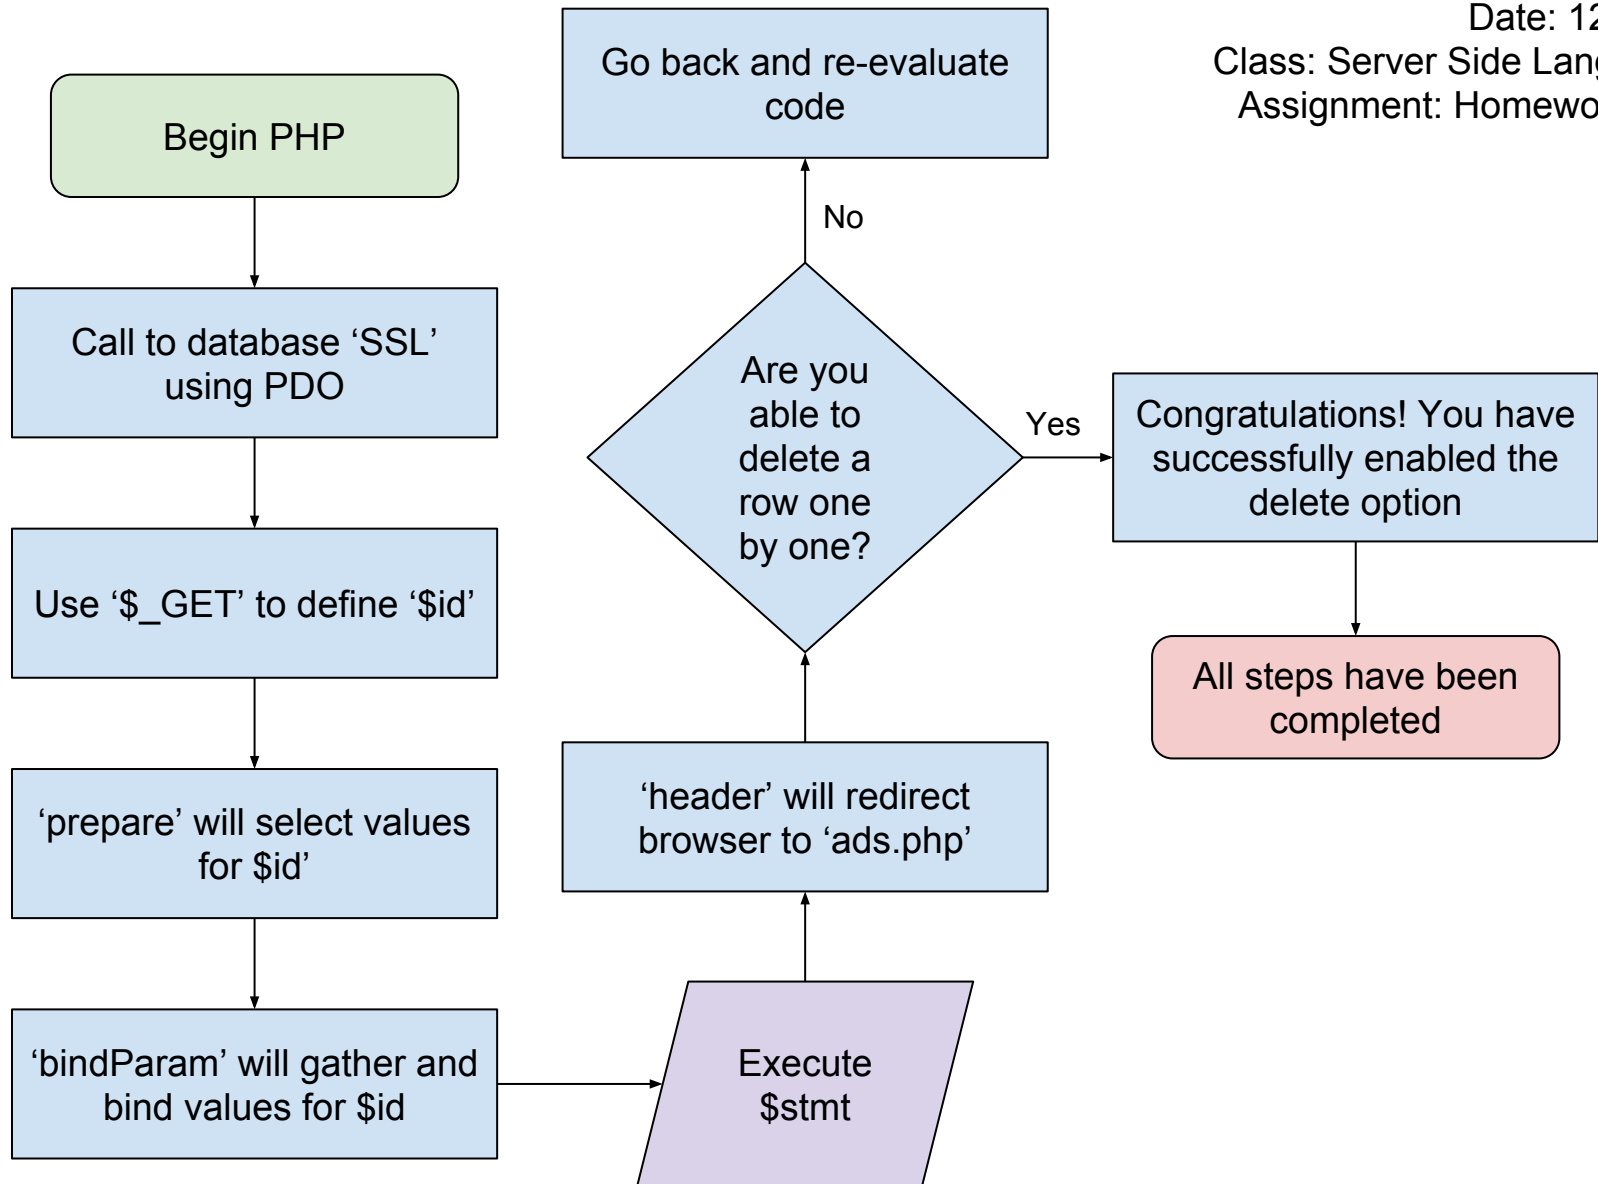 Date: 12
Class: Server Side Lang
Assignment: Homewo
Begin PHP
Call to database ‘SSL’
using PDO
Use ‘$_GET’ to define ‘$id’
‘prepare’ will select values
for $id’
‘bindParam’ will gather and
bind values for $id
Execute
$stmt
‘header’ will redirect
browser to ‘ads.php’
Are you
able to
delete a
row one
by one?
No
Go back and re-evaluate
code
Yes
Congratulations! You have
successfully enabled the
delete option
All steps have been
completed